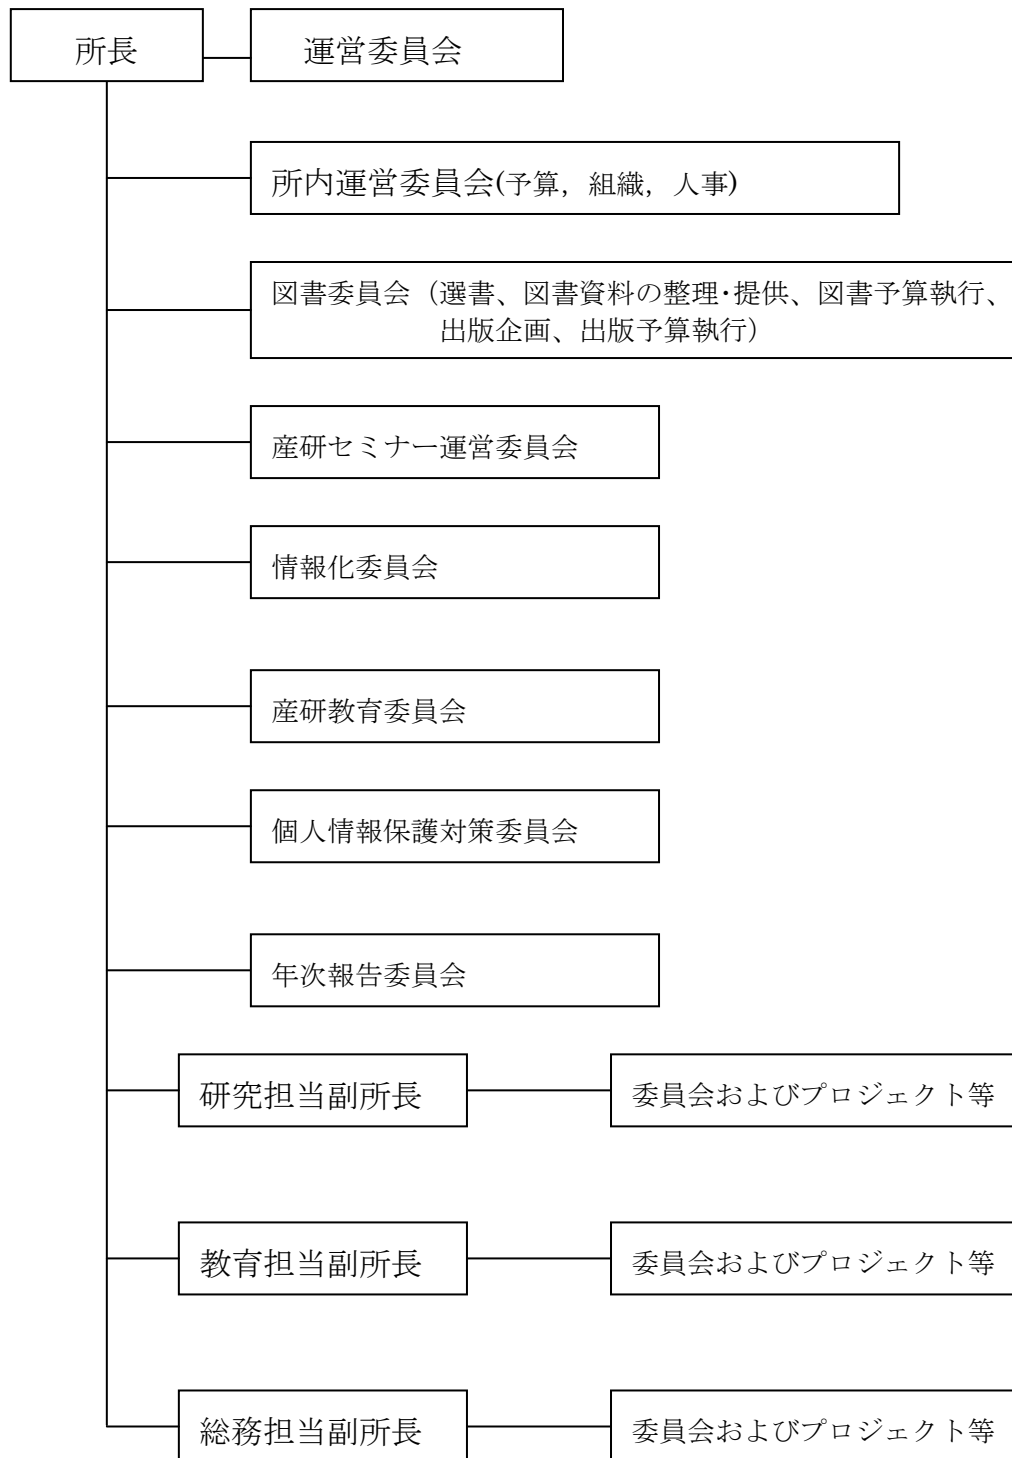 所長
運営委員会
所内運営委員会(予算，組織，人事)
図書委員会（選書、図書資料の整理･提供、図書予算執行、
出版企画、出版予算執行）
産研セミナー運営委員会
情報化委員会
産研教育委員会
個人情報保護対策委員会
年次報告委員会
研究担当副所長
委員会およびプロジェクト等
教育担当副所長
委員会およびプロジェクト等
総務担当副所長
委員会およびプロジェクト等